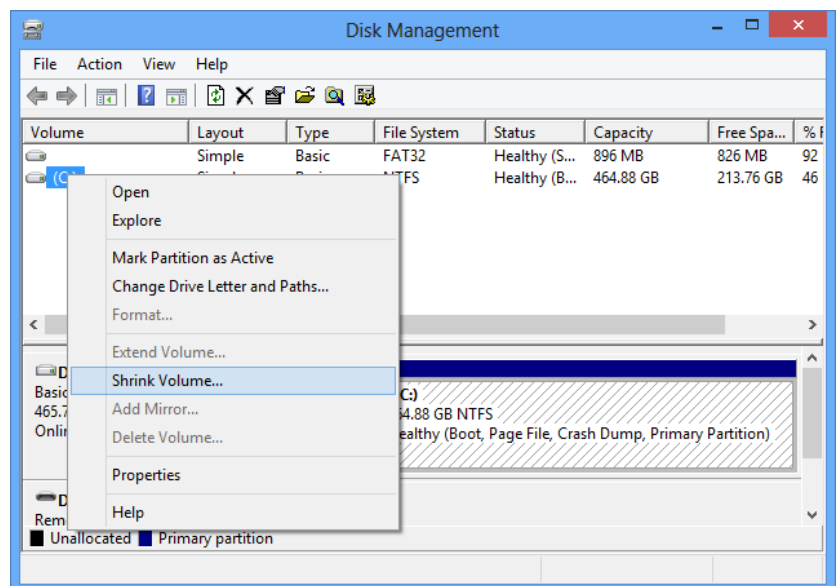 Disk Management
File Action View Help
Volume Layout Type File System Status Capacity Free Spa... %
Simple Basic FAT32 Healthy (S... 896 MB 826 MB 92
(C NTFS Healthy (B... 464.88 GB 213.76 GB 46
Open
Explore
Mark Partition as Active
Change Drive Letter and Paths...
Format...
Extend Volume...
Shrink Volume...
Add Mirror...
Delete Volume...
Properties
Help
D
Basic
465.7
Onlin
C:)
64.88 GB NTFS
ealthy (Boot, Page File, Crash Dump, Primary Partition)
D
Rem
Unallocated Primary partition